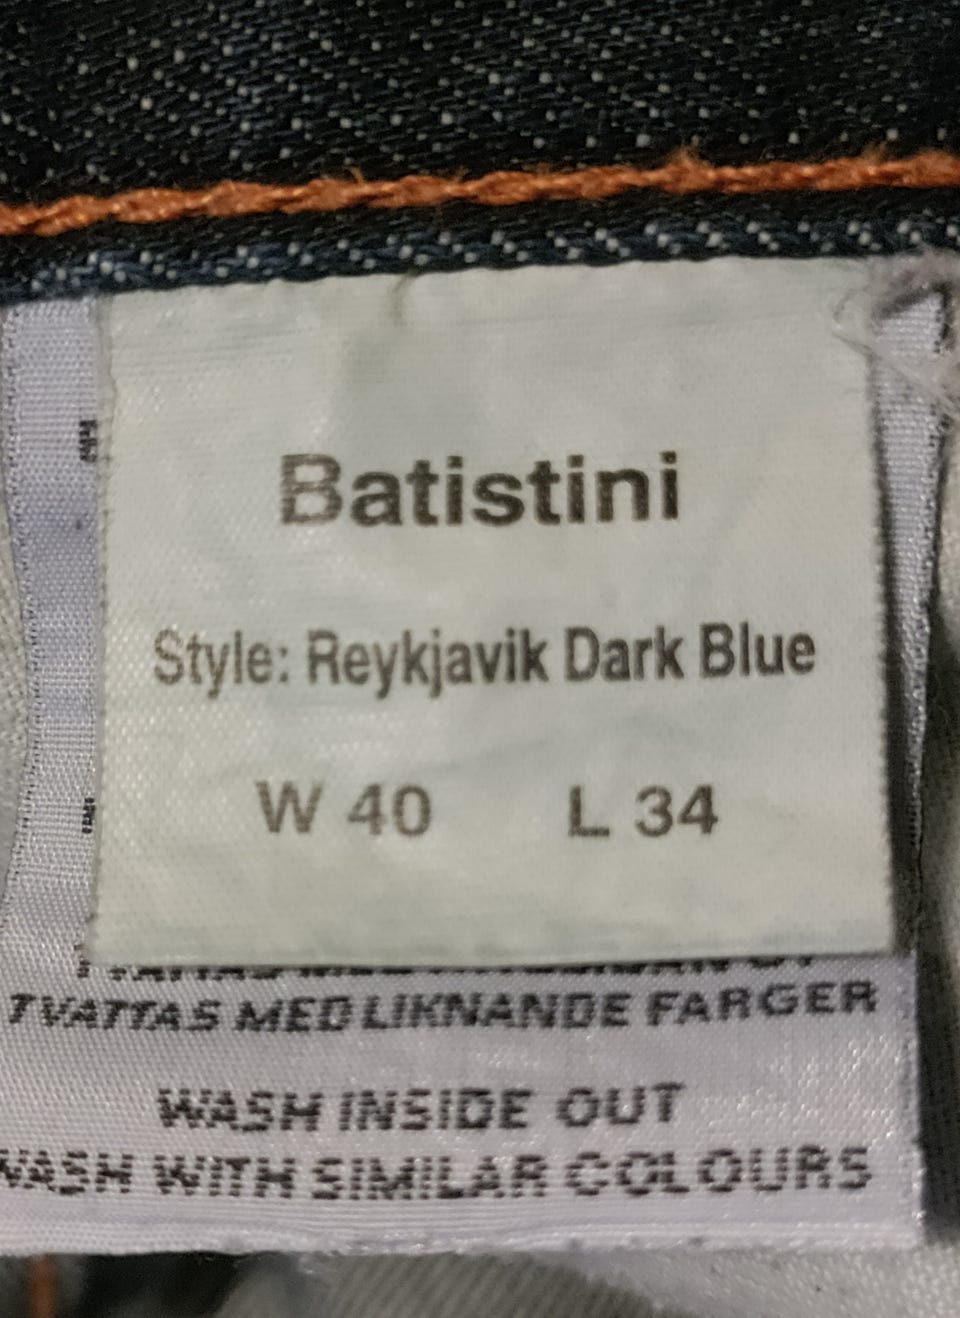 Batistini
Style: Reykjavik Dark Blue
W 40 L 34
TVATTAS MED LIKNANDE FARGER
WASH INSIDE OUT
WASH WITH SIMILAR COLOURS